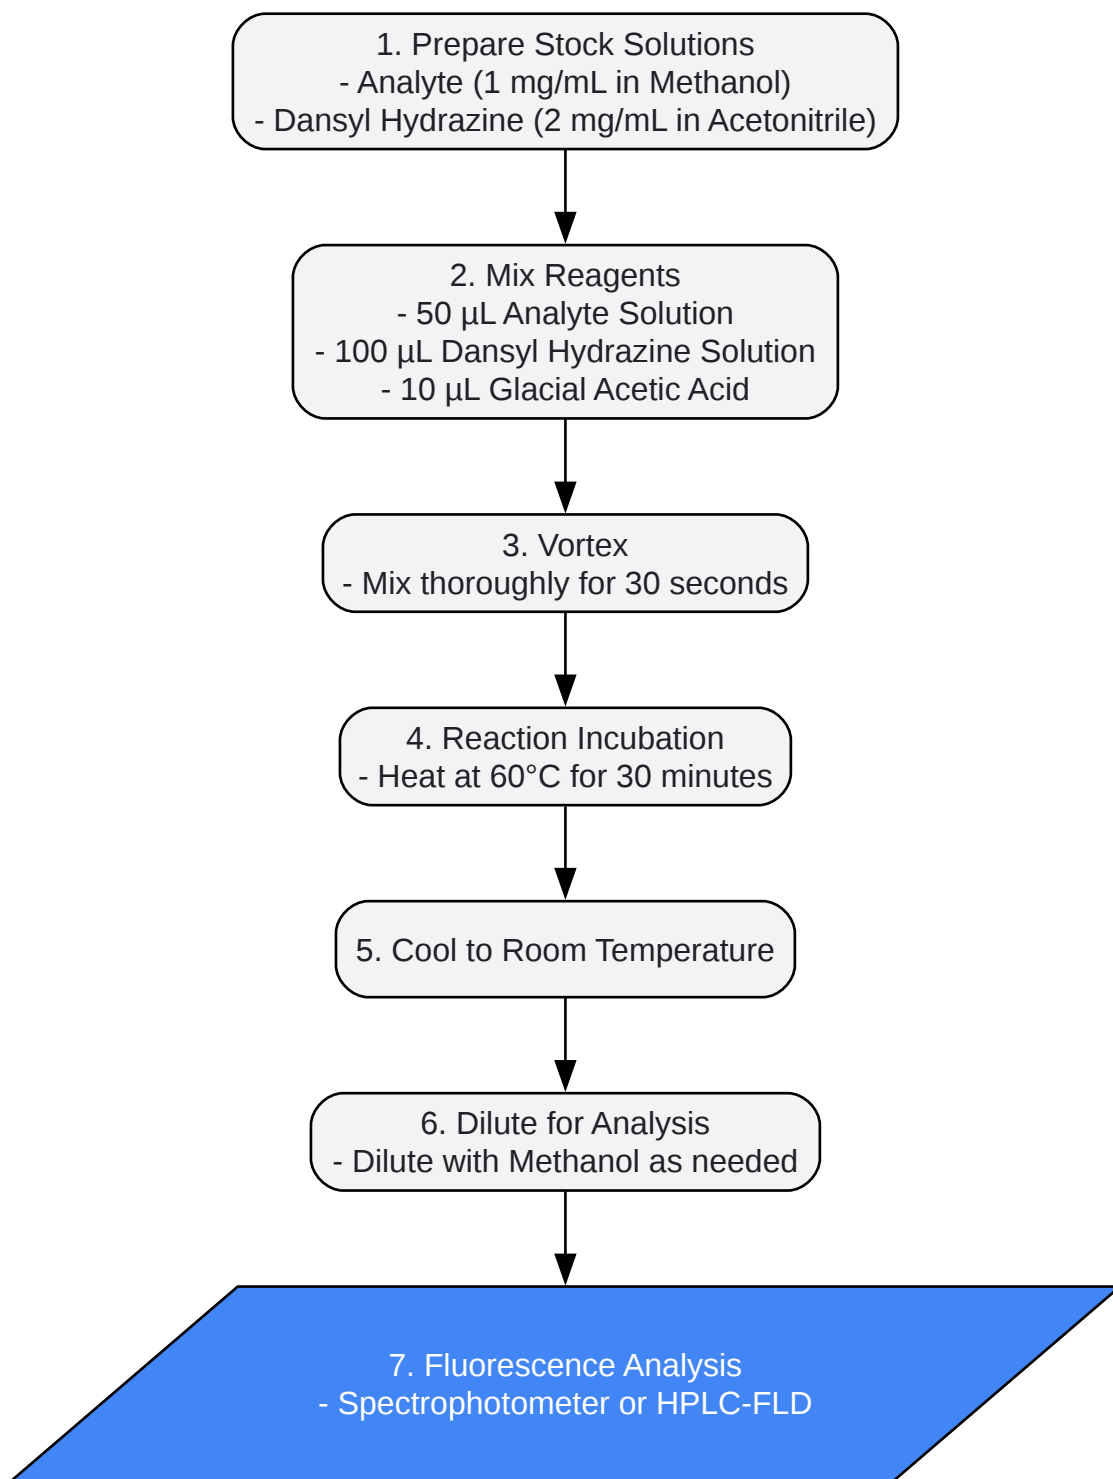 1. Prepare Stock Solutions
- Analyte (1 mg/mL in Methanol)
- Dansyl Hydrazine (2 mg/mL in Acetonitrile)
2. Mix Reagents
- 50 µL Analyte Solution
- 100 µL Dansyl Hydrazine Solution
- 10 µL Glacial Acetic Acid
3. Vortex
- Mix thoroughly for 30 seconds
4. Reaction Incubation
- Heat at 60°C for 30 minutes
5. Cool to Room Temperature
6. Dilute for Analysis
- Dilute with Methanol as needed
7. Fluorescence Analysis
- Spectrophotometer or HPLC-FLD